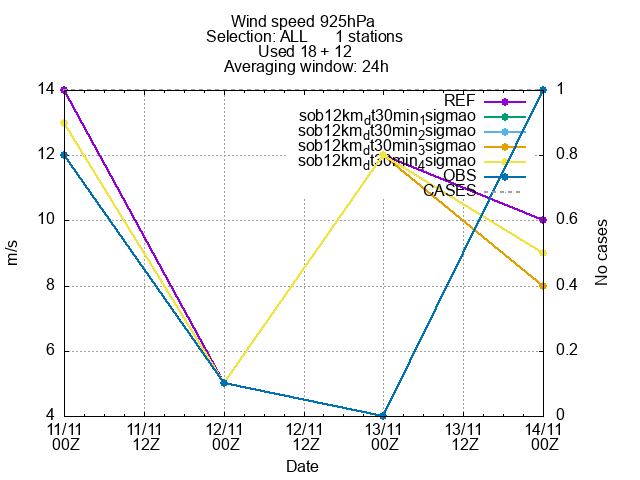 Wind speed 925hPa
Selection: ALL 1 stations
Used 18 + 12
Averaging window: 24h
14
12
10
8
6
4
m/s
1
0.8
0.6
0.4
0.2
0
No cases
REF
sob12km_dt30min_1sigmao
sob12km_dt30min_2sigmao
sob12km_dt30min_3sigmao
sob12km_dt30min_4sigmao
OBS
CASES
11/11 11/11 12/11 12/11 13/11 13/11 14/11
00Z 12Z 00Z 12Z 00Z 12Z 00Z
Date